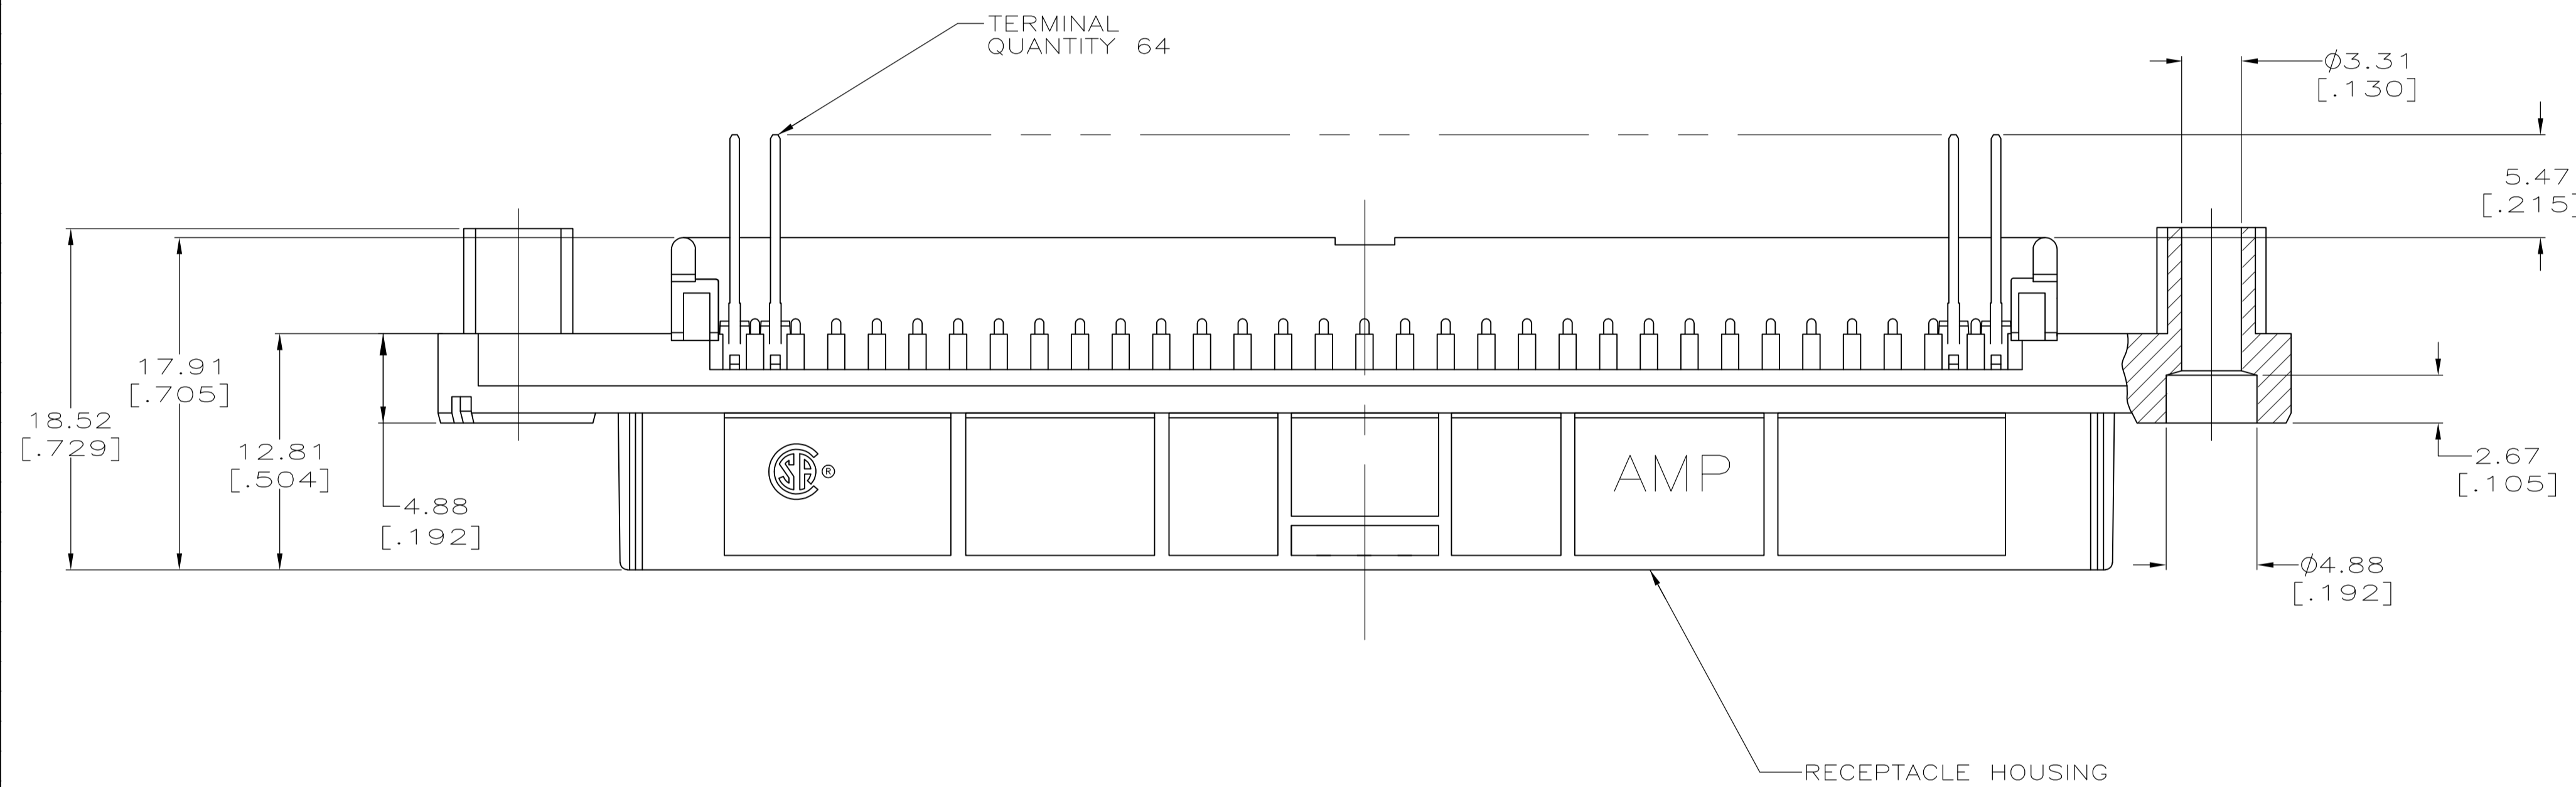 TERMINAL
QUANTITY 64
Ø3.31
[.130]
5.47
[.215]
17.91
[.705]
18.52
[.729]
12.81
[.504]
4.88
[.192]
CSA ®
AMP
2.67
[.105]
Ø4.88
[.192]
RECEPTACLE HOUSING